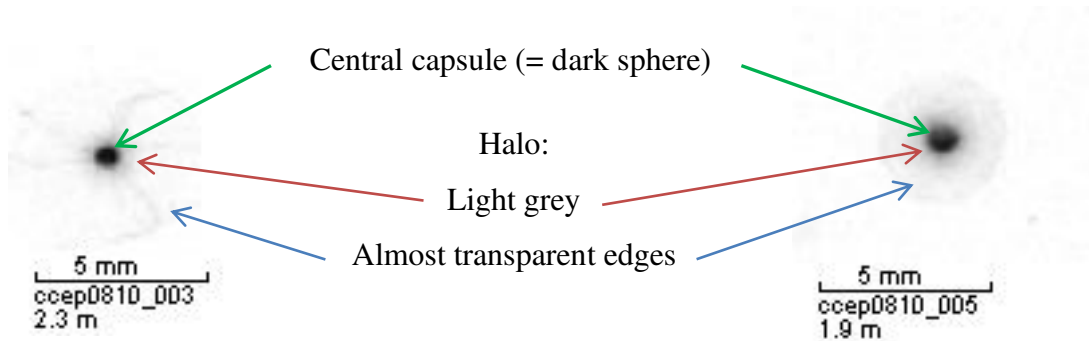 Central capsule (= dark sphere)
Halo:
Light grey
Almost transparent edges
5 mm
ccep0810_003
2.3 m
5 mm
ccep0810_005
1.9 m